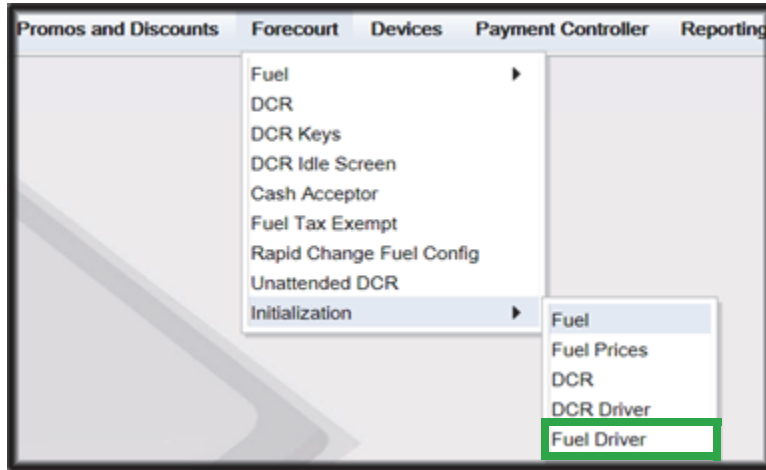 Promos and Discounts Forecourt Devices Payment Controller Reporting
Fuel
DCR
DCR Keys
DCR Idle Screen
Cash Acceptor
Fuel Tax Exempt
Rapid Change Fuel Config
Unattended DCR
Initialization
Fuel
Fuel Prices
DCR
DCR Driver
Fuel Driver